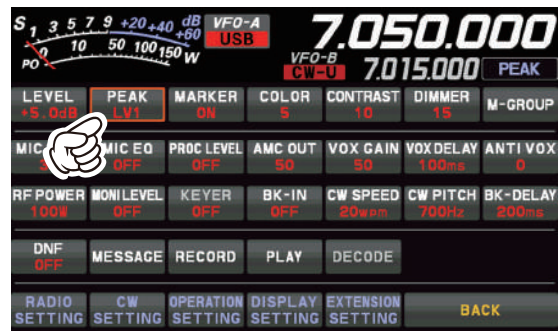 S 1 3 5 7 9 +20 +40 +60 dB
PO 0 10 50 100 150 W
VFO-A
USB
7.050.000
VFO-B
CW-U 7.015.000 PEAK
LEVEL PEAK MARKER COLOR CONTRAST DIMMER M-GROUP
+5.0dB LV1 ON 5 10 15
MIC EQ PROC LEVEL AMC OUT VOX GAIN VOX DELAY ANTI VOX
OFF OFF 50 50 100ms 0
RF POWER MONI LEVEL KEYER BK-IN CW SPEED CW PITCH BK-DELAY
100W OFF OFF OFF 20wpm 700Hz 200ms
DNF MESSAGE RECORD PLAY DECODE
OFF
RADIO CW OPERATION DISPLAY EXTENSION BACK
SETTING SETTING SETTING SETTING SETTING